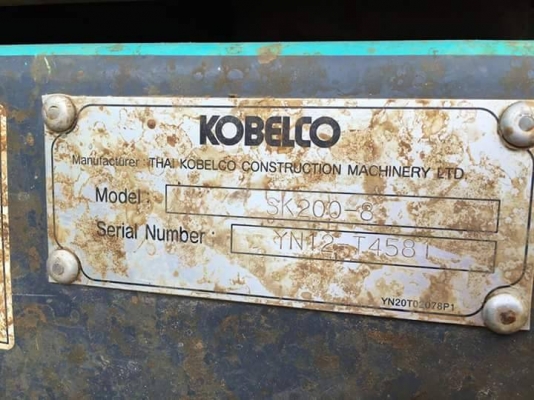 KOBELCO
Manufacturer : THAI KOBELCO CONSTRUCTION MACHINERY LTD.
Model : SK200-8
Serial Number : YN12 T4581
YN20T02078P1